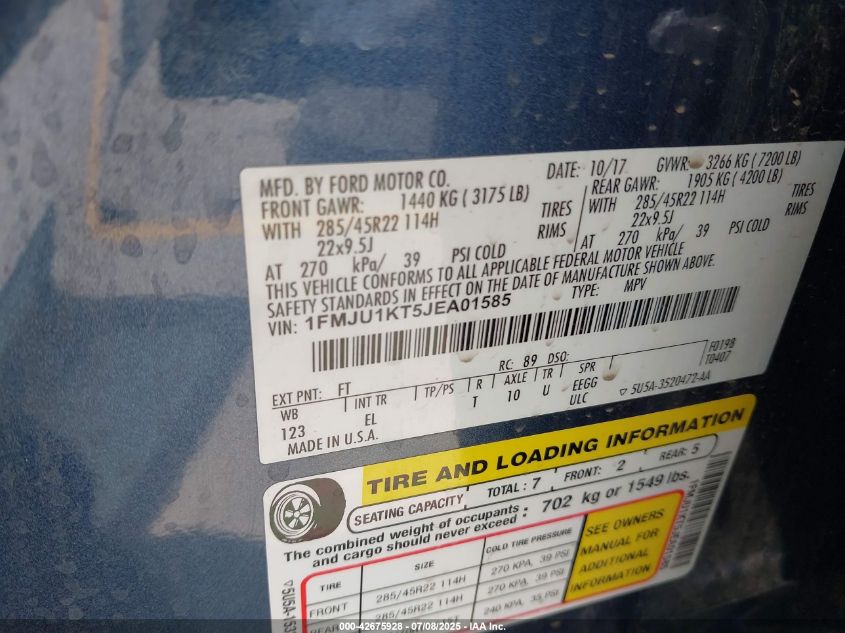 MFD. BY FORD MOTOR CO.
DATE: 10/17 GVWR: 3266 KG ( 7200 LB)
FRONT GAWR: 1440 KG ( 3175 LB)
REAR GAWR: 1905 KG ( 4200 LB)
WITH 285/45R22 114H TIRES
WITH 285/45R22 114H TIRES
22x9.5J RIMS
22x9.5J RIMS
AT 270 kPa/ 39 PSI COLD
AT 270 kPa/ 39 PSI COLD
THIS VEHICLE CONFORMS TO ALL APPLICABLE FEDERAL MOTOR VEHICLE
SAFETY STANDARDS IN EFFECT ON THE DATE OF MANUFACTURE SHOWN ABOVE.
VIN: 1FMJU1KT5JEA01585 TYPE: MPV
F0198
T0407
RC: 89 DSO:
EXT PNT: FT INT TR TP/PS R AXLE TR SPR
WB 123 EL T 10 U EEGG
ULC
MADE IN U.S.A. 5U5A-3520472-AA
TIRE AND LOADING INFORMATION
SEATING CAPACITY TOTAL : 7 FRONT: 2 REAR: 5
The combined weight of occupants and cargo should never exceed : 702 kg or 1549 lbs.
TIRE SIZE COLD TIRE PRESSURE
FRONT 285/45R22 114H 270 KPA, 39 PSI
REAR 285/45R22 114H 270 KPA, 39 PSI
240 KPA, 35 PSI
SEE OWNERS
MANUAL FOR
ADDITIONAL
INFORMATION
000-42675928 - 07/08/2025 - IAA Inc.